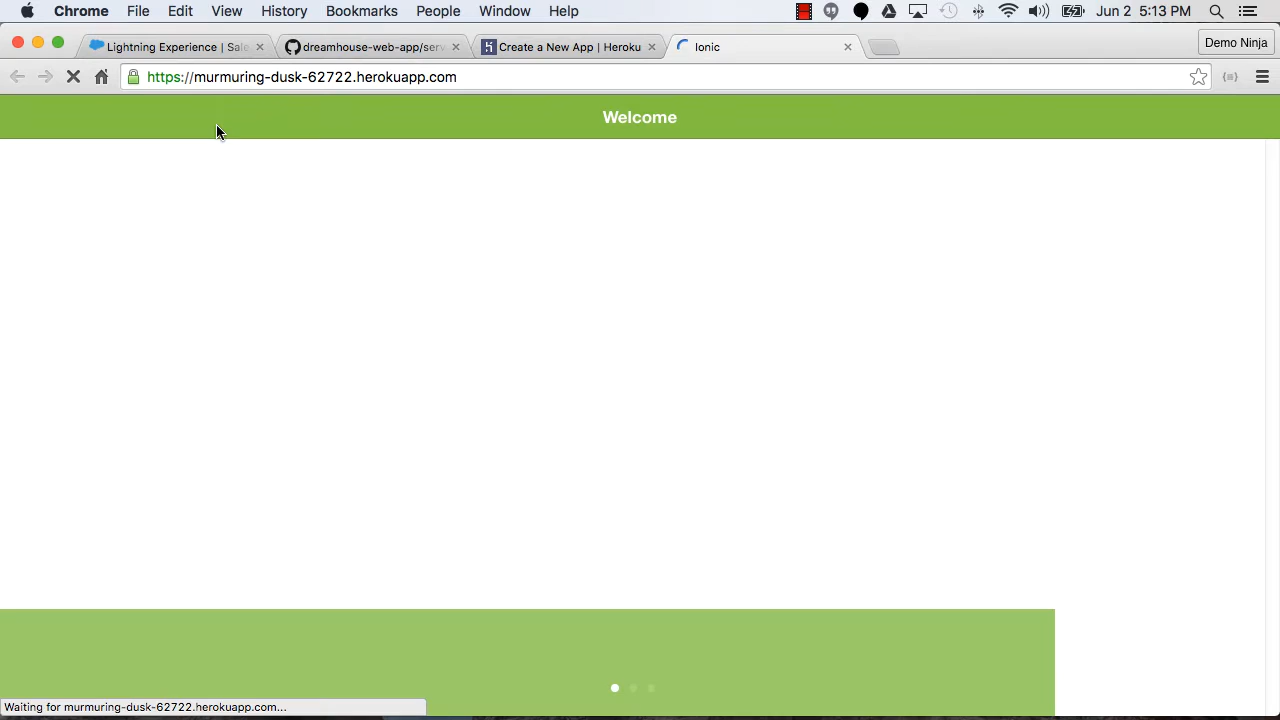 Chrome File Edit View History Bookmarks People Window Help Jun 2 5:13 PM
Lightning Experience | Sale
dreamhouse-web-app/serv
Create a New App | Heroku
Ionic
Demo Ninja
https://murmuring-dusk-62722.herokuapp.com
Welcome
Waiting for murmuring-dusk-62722.herokuapp.com...